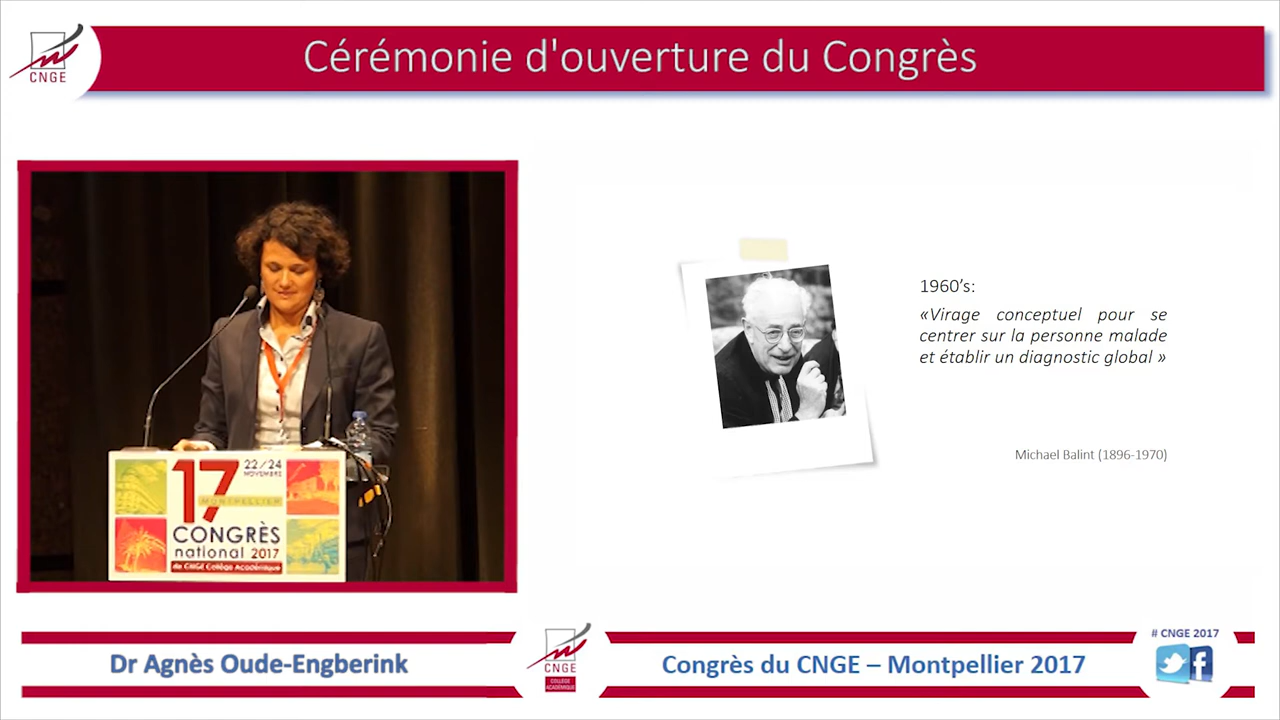 CNGE
Cérémonie d'ouverture du Congrès
17
22/24
NOVEMBRE
MONTPELLIER
CONGRÈS
national 2017
du CNGE Collège Académique
1960's:
«Virage conceptuel pour se
centrer sur la personne malade
et établir un diagnostic global »
Michael Balint (1896-1970)
Dr Agnès Oude-Engberink
CNGE
COLLÈGE
ACADÉMIQUE
Congrès du CNGE – Montpellier 2017
# CNGE 2017